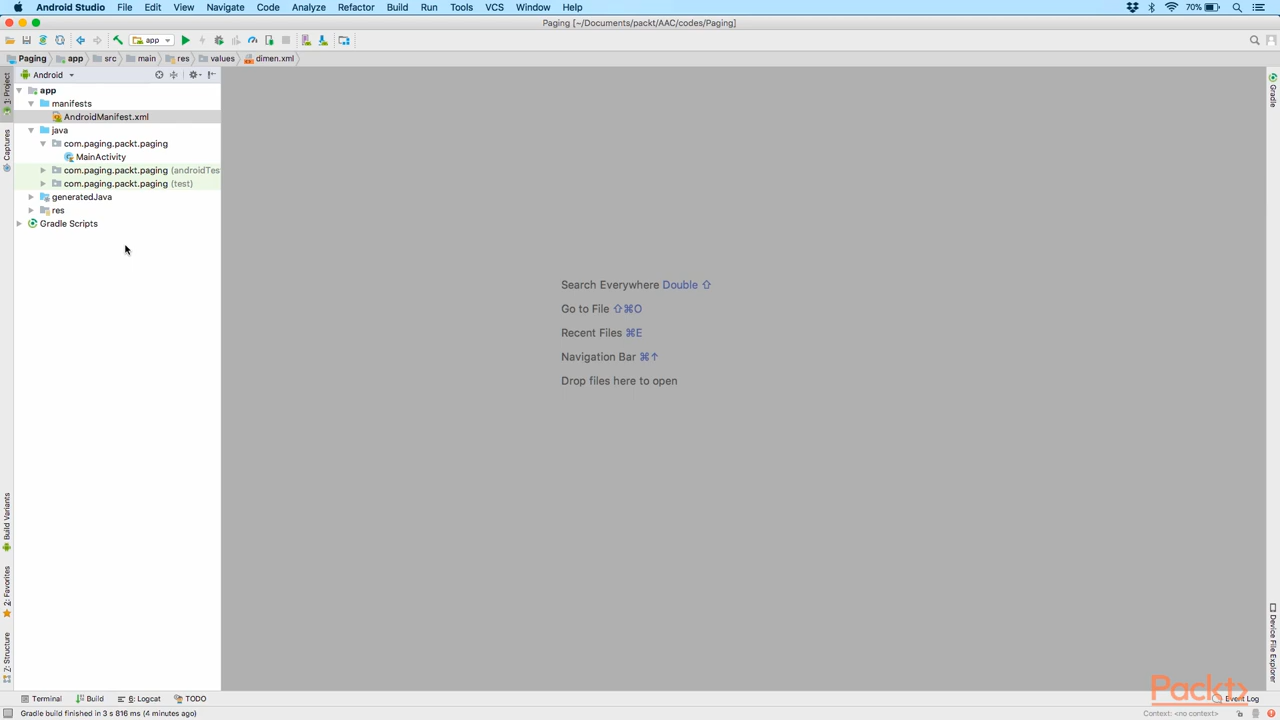 Android Studio File Edit View Navigate Code Analyze Refactor Build Run Tools VCS Window Help 70%
Paging [~/Documents/packt/AAC/codes/Paging]
app
Paging app src main res values dimen.xml
Android
app
manifests
AndroidManifest.xml
java
com.paging.packt.paging
MainActivity
com.paging.packt.paging (androidTes
com.paging.packt.paging (test)
generatedJava
res
Gradle Scripts
1: Project
Captures
Build Variants
2: Favorites
Z: Structure
Search Everywhere Double ⇧
Go to File ⇧⌘O
Recent Files ⌘E
Navigation Bar ⌘↑
Drop files here to open
Gradle
Device File Explorer
Packt>
Terminal Build 6: Logcat TODO Event Log
Gradle build finished in 3 s 816 ms (4 minutes ago) Context: <no context>